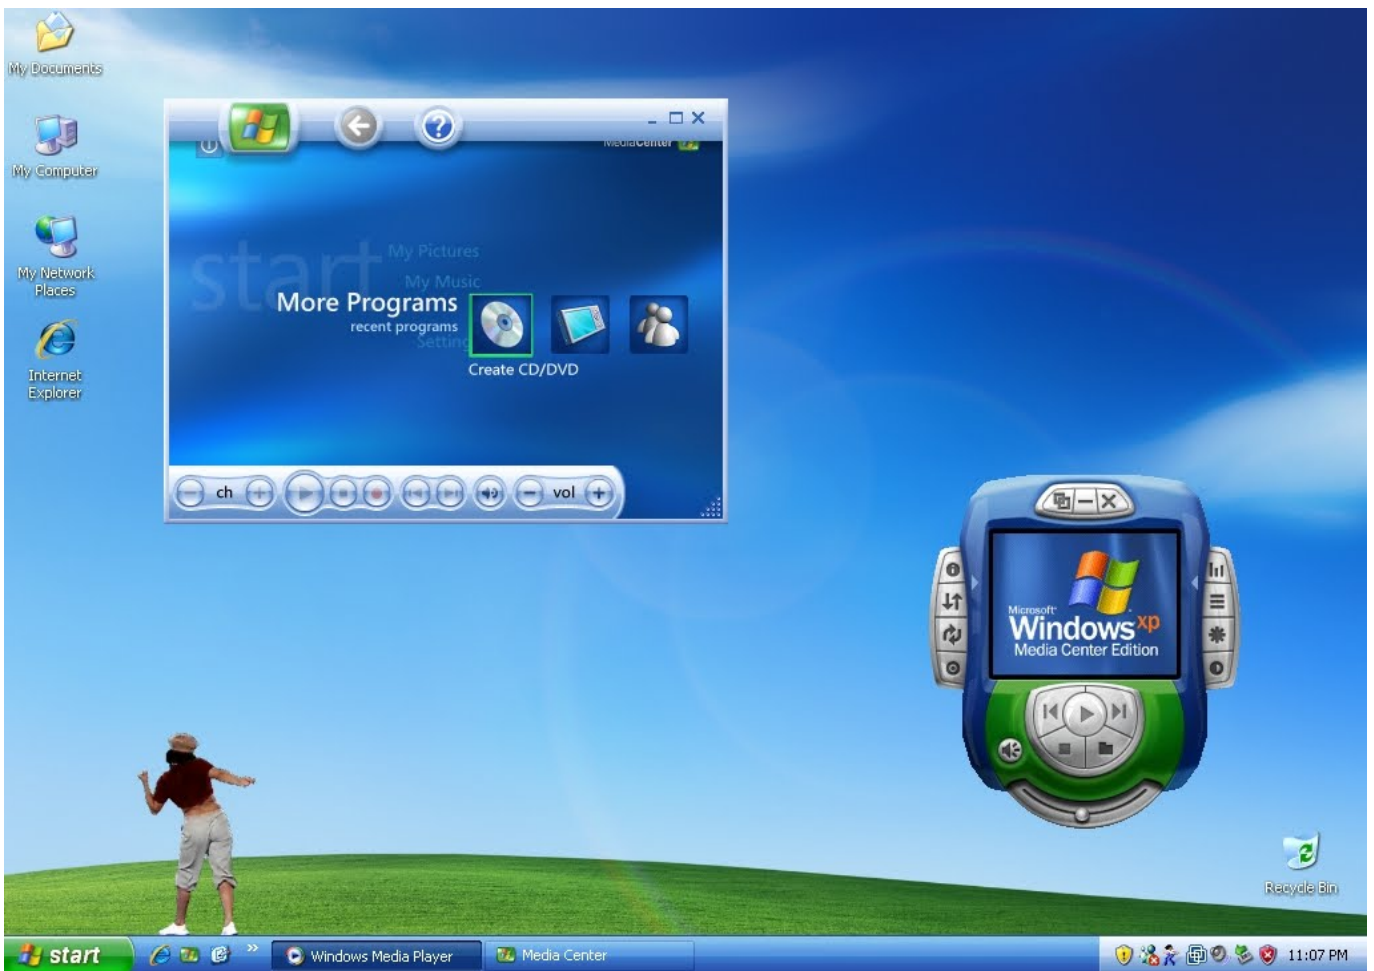 My Documents
My Computer
My Network
Places
Internet
Explorer
MediaCenter
start
My Pictures
My Music
More Programs
recent programs
Setting
Create CD/DVD
ch
vol
Microsoft
Windows xp
Media Center Edition
Recycle Bin
start
Windows Media Player
Media Center
11:07 PM